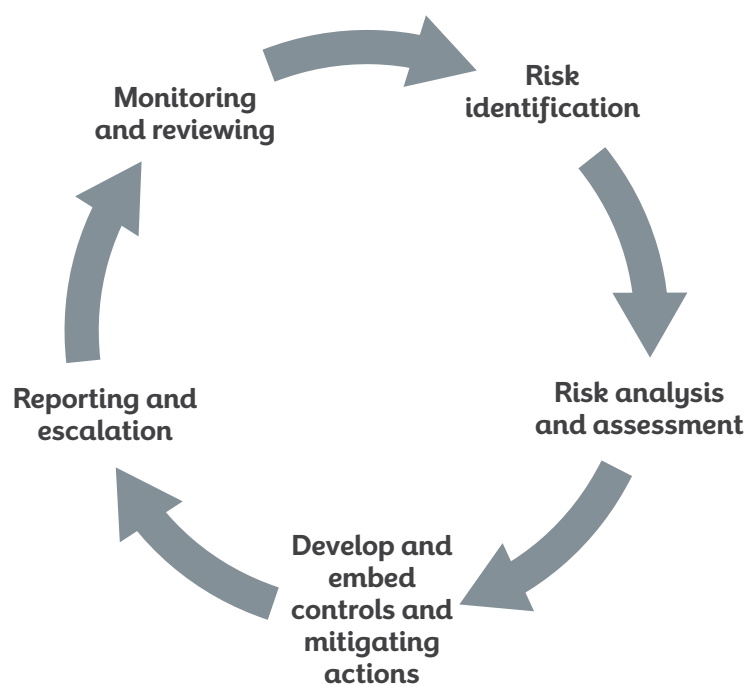 Risk
identification
Risk analysis
and assessment
Develop and
embed
controls and
mitigating
actions
Reporting and
escalation
Monitoring
and reviewing